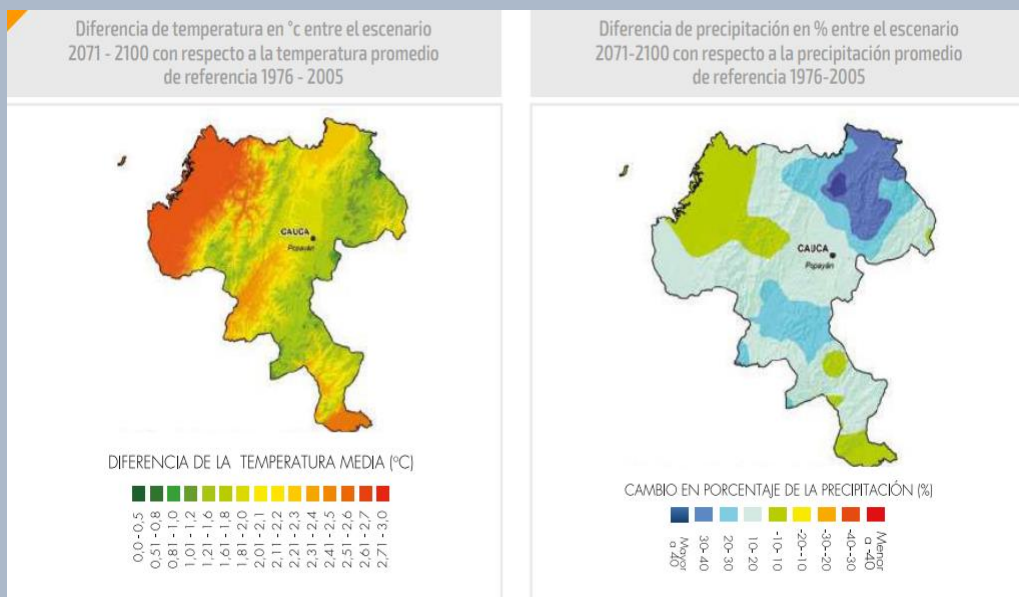 Diferencia de temperatura en °c entre el escenario
2071 - 2100 con respecto a la temperatura promedio
de referencia 1976 - 2005
CAUCA
Popayán
DIFERENCIA DE LA TEMPERATURA MEDIA (ºC)
0,0-0,5
0,51-0,8
0,81-1,0
1,01-1,2
1,21-1,6
1,61-1,8
1,81-2,0
2,01-2,1
2,11-2,2
2,21-2,3
2,31-2,4
2,41-2,5
2,51-2,6
2,61-2,7
2,71-3,0
Diferencia de precipitación en % entre el escenario
2071-2100 con respecto a la precipitación promedio
de referencia 1976-2005
CAUCA
Popayán
CAMBIO EN PORCENTAJE DE LA PRECIPITACIÓN (%)
Mayor
a 40
30-40
20-30
10-20
-10-10
-20-10
-30-20
-40-30
Menor
a -40